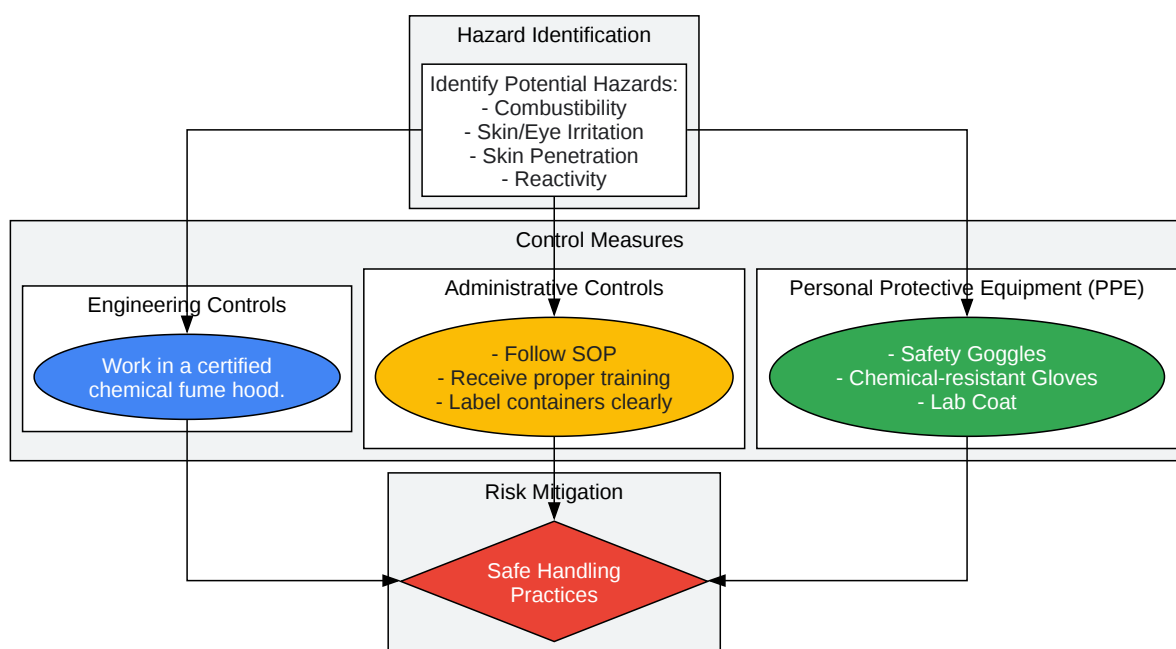 Hazard Identification
Identify Potential Hazards:
- Combustibility
- Skin/Eye Irritation
- Skin Penetration
- Reactivity
Control Measures
Engineering Controls
Work in a certified
chemical fume hood.
Administrative Controls
- Follow SOP
- Receive proper training
- Label containers clearly
Personal Protective Equipment (PPE)
- Safety Goggles
- Chemical-resistant Gloves
- Lab Coat
Risk Mitigation
Safe Handling
Practices